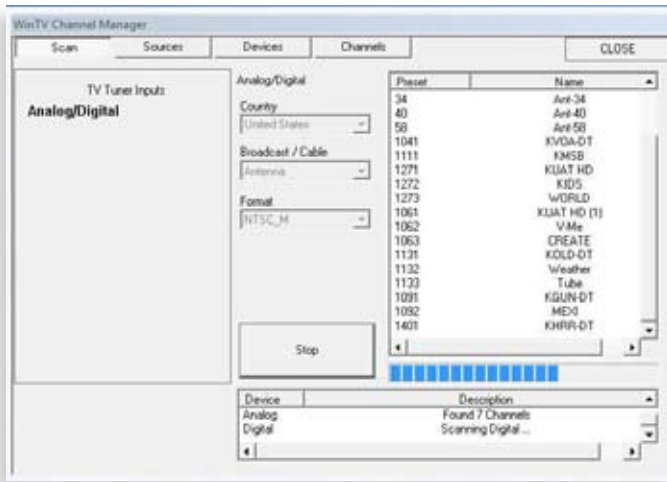 WinTV Channel Manager
Scan Sources Devices Channels CLOSE
TV Tuner Inputs
Analog/Digital
Analog/Digital
Country
United States
Broadcast / Cable
Antenna
Format
NTSC_M
Stop
Preset Name
34 Ant-34
40 Ant-40
58 Ant-58
1041 KVOA-DT
1111 KMSB
1271 KUAT HD
1272 KIDS
1273 WORLD
1061 KUAT HD (1)
1062 V-Me
1063 CREATE
1131 KOLD-DT
1132 Weather
1133 Tube
1091 KGUN-DT
1092 MEXI
1401 KHRR-DT
Device Description
Analog Found 7 Channels
Digital Scanning Digital ...